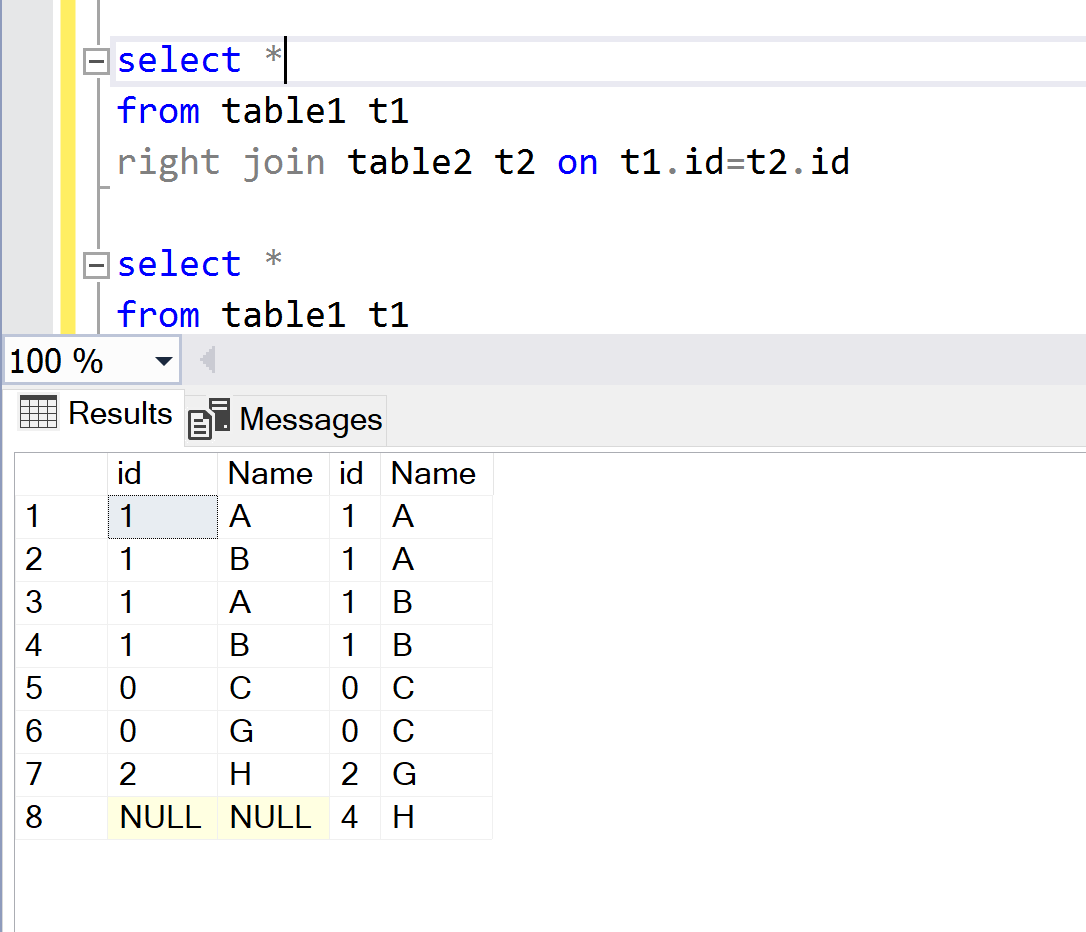 select *
from table1 t1
right join table2 t2 on t1.id=t2.id
select *
from table1 t1
100 %
Results Messages
id Name id Name
1 1 A 1 A
2 1 B 1 A
3 1 A 1 B
4 1 B 1 B
5 0 C 0 C
6 0 G 0 C
7 2 H 2 G
8 NULL NULL 4 H